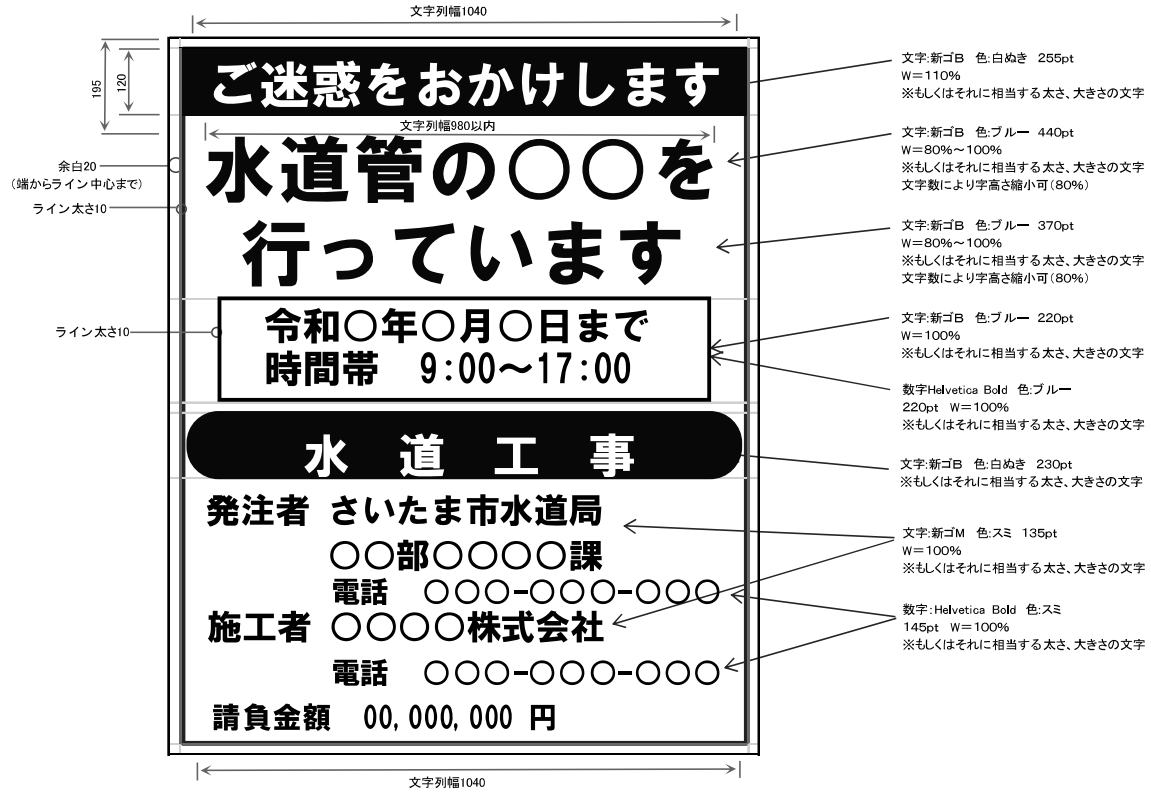 文字列幅1040
195
120
ご迷惑をおかけします
文字列幅980以内
水道管の○○を
行っています
余白20
(端からライン中心まで)
ライン太さ10
ライン太さ10
令和○年○月○日まで
時間帯 9:00～17:00
水道工事
発注者 さいたま市水道局
○○部○○○○課
電話 ○○○-○○○-○○○
施工者 ○○○○株式会社
電話 ○○○-○○○-○○○
請負金額 00,000,000 円
文字列幅1040
文字:新ゴB 色:白ぬき 255pt
W=110%
※もしくはそれに相当する太さ、大きさの文字
文字:新ゴB 色:ブルー 440pt
W=80%～100%
※もしくはそれに相当する太さ、大きさの文字
文字数により字高さ縮小可(80%)
文字:新ゴB 色:ブルー 370pt
W=80%～100%
※もしくはそれに相当する太さ、大きさの文字
文字数により字高さ縮小可(80%)
文字:新ゴB 色:ブルー 220pt
W=100%
※もしくはそれに相当する太さ、大きさの文字
数字Helvetica Bold 色:ブルー
220pt W=100%
※もしくはそれに相当する太さ、大きさの文字
文字:新ゴB 色:白ぬき 230pt
※もしくはそれに相当する太さ、大きさの文字
文字:新ゴM 色:スミ 135pt
W=100%
※もしくはそれに相当する太さ、大きさの文字
数字:Helvetica Bold 色:スミ
145pt W=100%
※もしくはそれに相当する太さ、大きさの文字